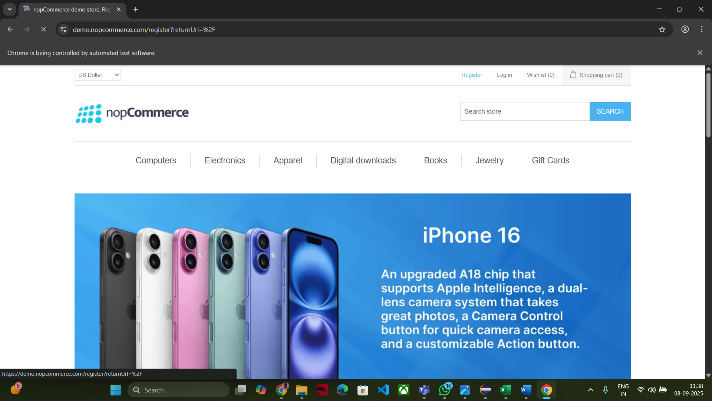 nopCommerce demo store. Reg
demo.nopcommerce.com/register?returnUrl=%2F
Chrome is being controlled by automated test software.
US Dollar
Register
Log in
Wishlist (0)
Shopping cart (0)
nopCommerce
Search store
SEARCH
Computers
Electronics
Apparel
Digital downloads
Books
Jewelry
Gift Cards
iPhone 16
An upgraded A18 chip that
supports Apple Intelligence, a dual-
lens camera system that takes
great photos, a Camera Control
button for quick camera access,
and a customizable Action button.
https://demo.nopcommerce.com/register?returnUrl=%2F
Search
ENG
IN
11:38
08-09-2025